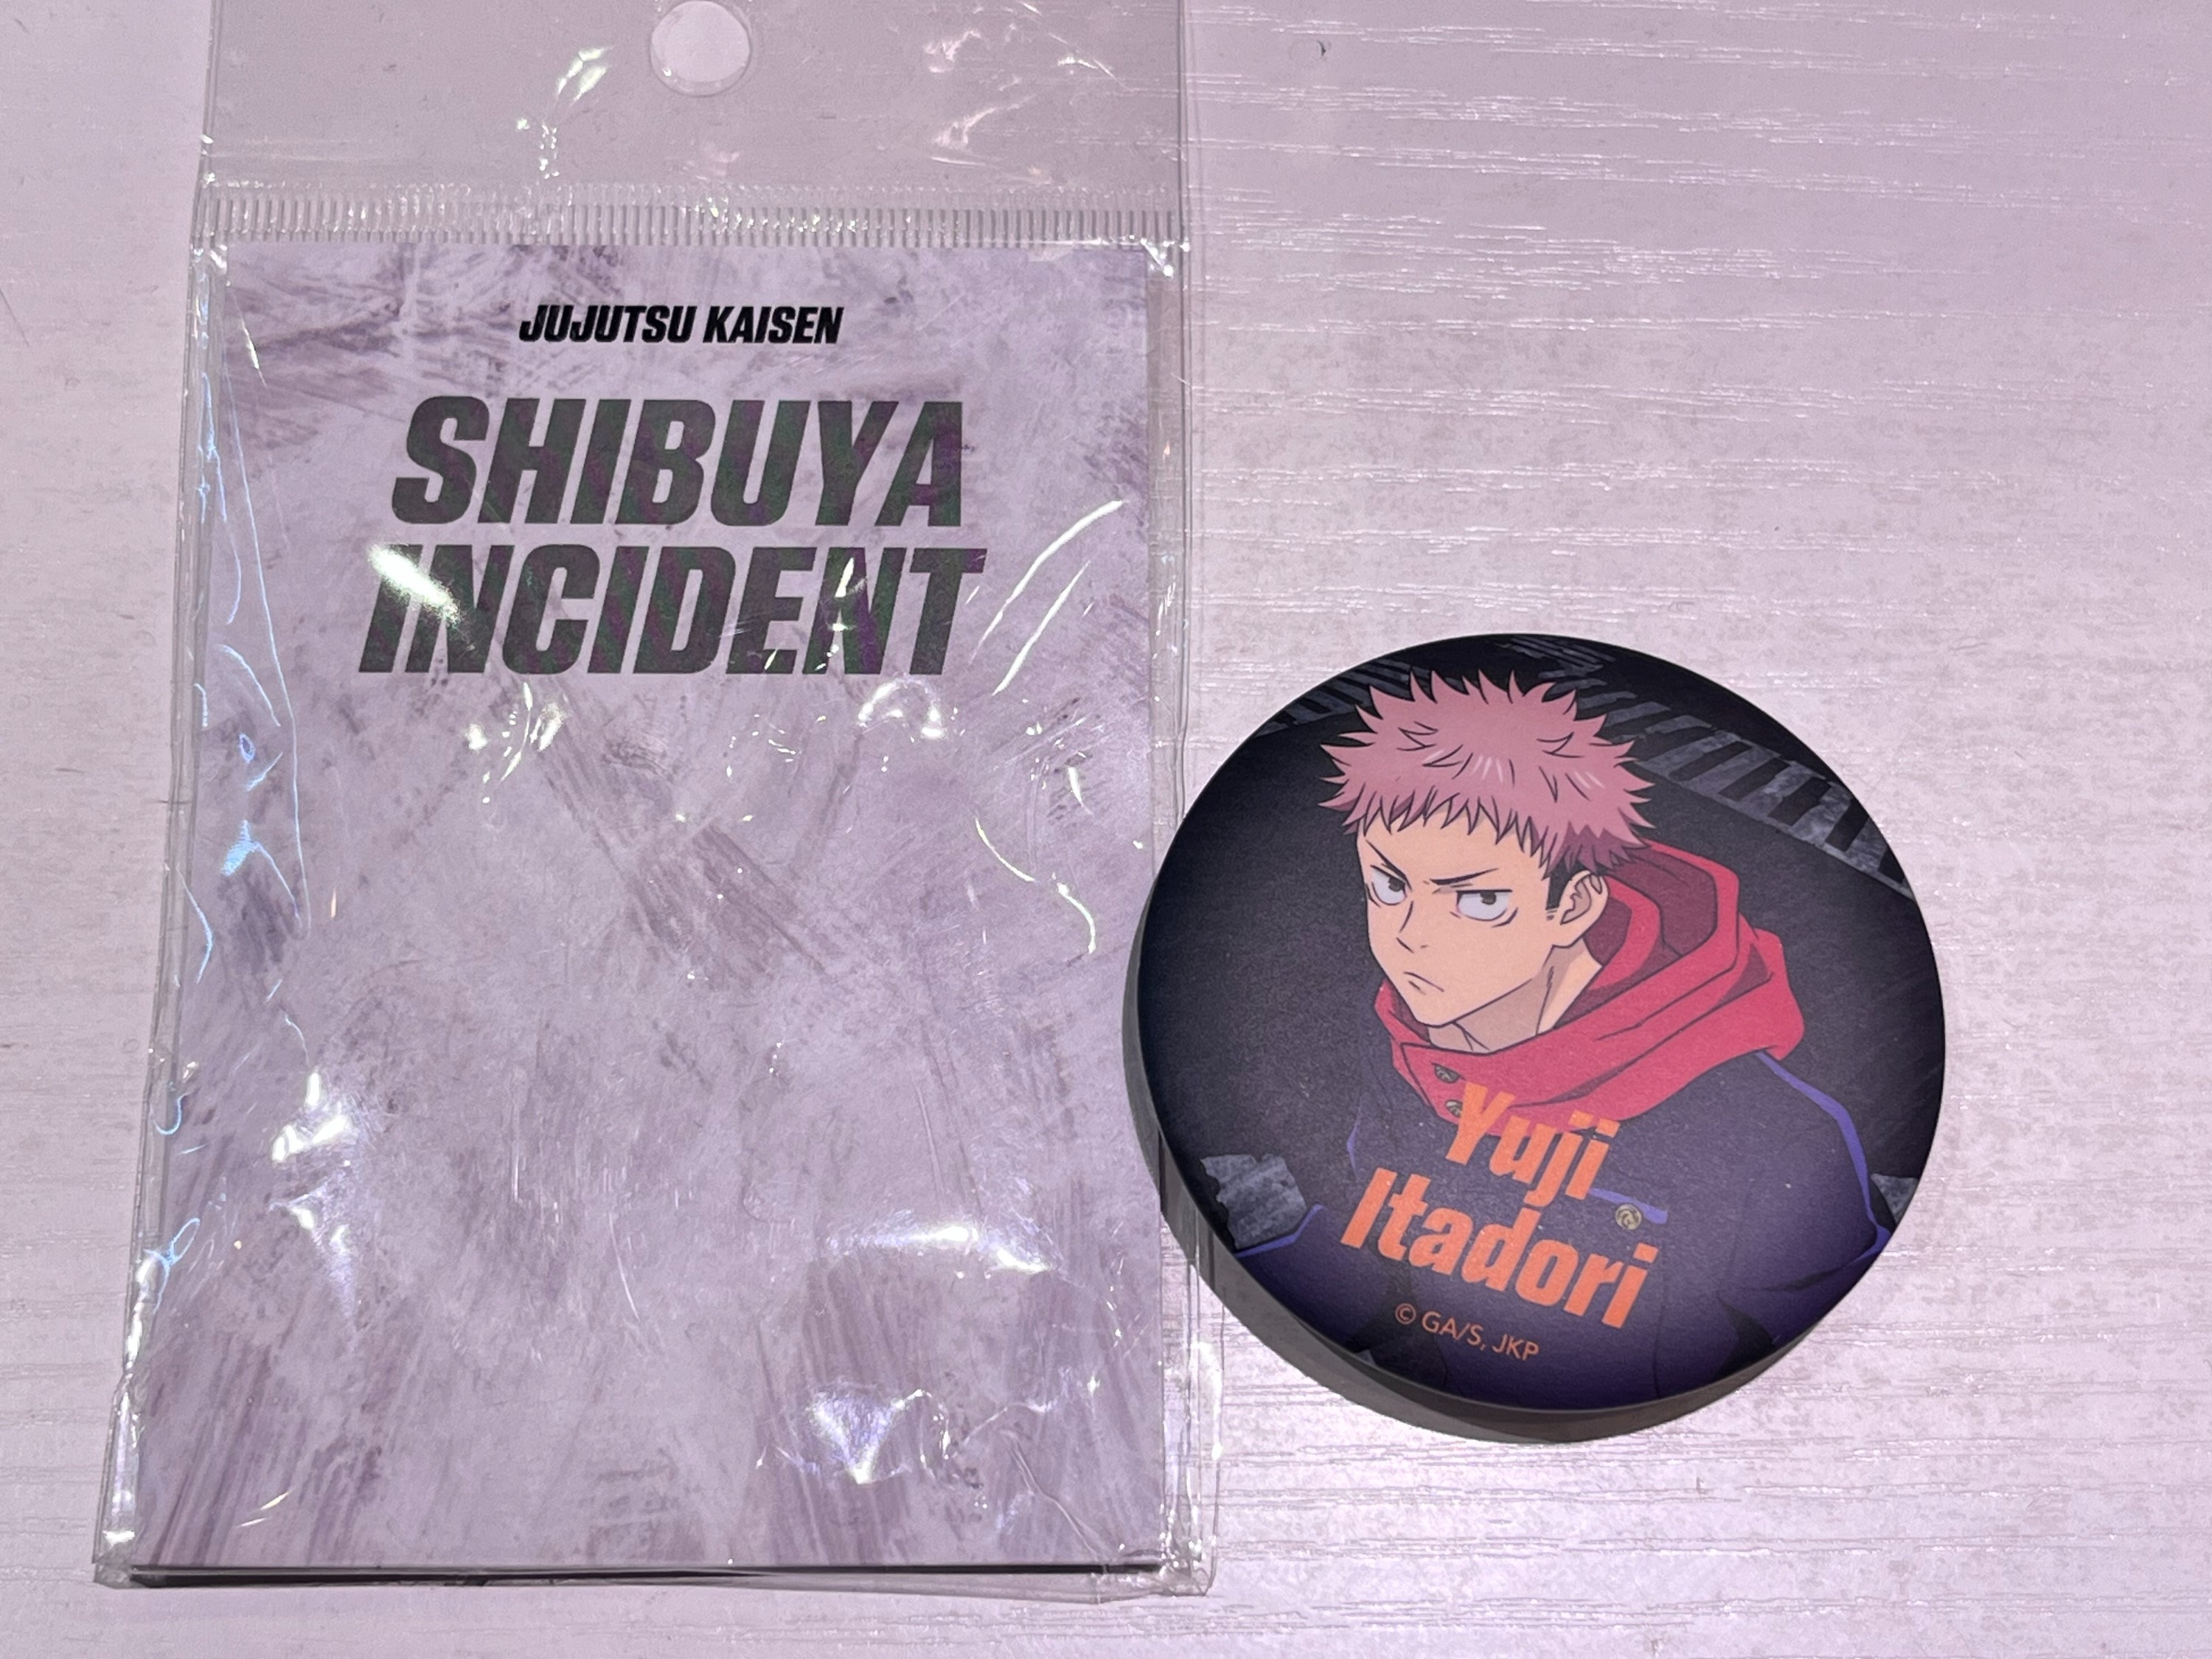 JUJUTSU KAISEN
SHIBUYA
INCIDENT
Yuji
Itadori
© GA/S, JKP